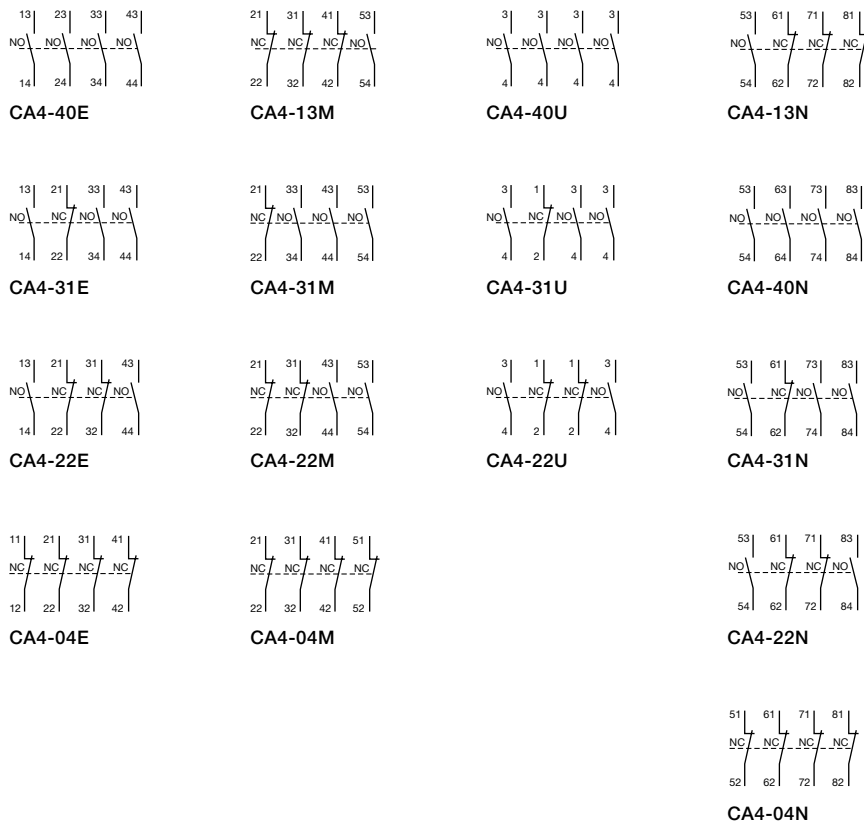 13 23 33 43
NO NO NO NO
14 24 34 44
CA4-40E
21 31 41 53
NC NC NC NO
22 32 42 54
CA4-13M
3 3 3 3
NO NO NO NO
4 4 4 4
CA4-40U
53 61 71 81
NO NC NC NC
54 62 72 82
CA4-13N
13 21 33 43
NO NC NO NO
14 22 34 44
CA4-31E
21 33 43 53
NC NO NO NO
22 34 44 54
CA4-31M
3 1 3 3
NO NC NO NO
4 2 4 4
CA4-31U
53 63 73 83
NO NO NO NO
54 64 74 84
CA4-40N
13 21 31 43
NO NC NC NO
14 22 32 44
CA4-22E
21 31 43 53
NC NC NO NO
22 32 44 54
CA4-22M
3 1 1 3
NO NC NC NO
4 2 2 4
CA4-22U
53 61 73 83
NO NC NO NO
54 62 74 84
CA4-31N
11 21 31 41
NC NC NC NC
12 22 32 42
CA4-04E
21 31 41 51
NC NC NC NC
22 32 42 52
CA4-04M
53 61 71 83
NO NC NC NO
54 62 72 84
CA4-22N
51 61 71 81
NC NC NC NC
52 62 72 82
CA4-04N